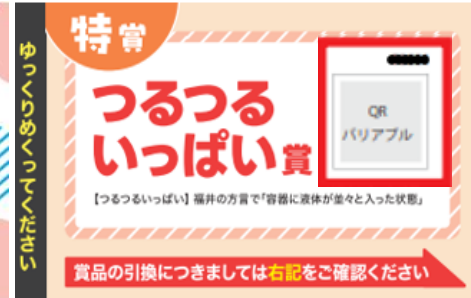 ゆっくりめくってください
特賞
つるつる
いっぱい賞
QR
バリアブル
【つるつるいっぱい】福井の方言で「容器に液体が並々と入った状態」
賞品の引換につきましては右記をご確認ください